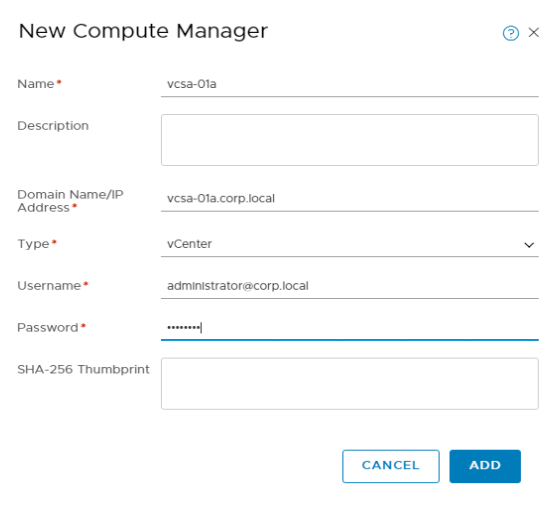 New Compute Manager
Name*
vcsa-01a
Description
Domain Name/IP
Address*
vcsa-01a.corp.local
Type*
vCenter
Username*
administrator@corp.local
Password*
••••••••
SHA-256 Thumbprint
CANCEL
ADD